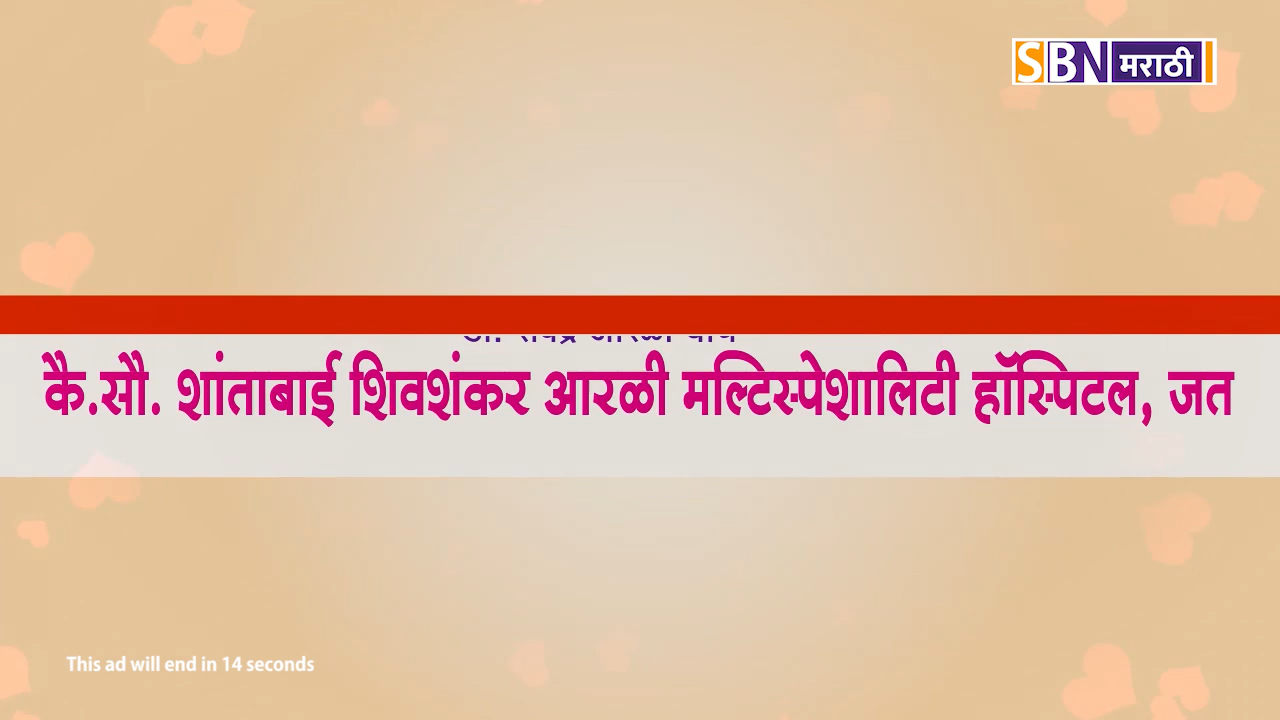 SBN मराठी
कै.सौ. शांताबाई शिवशंकर आरळी मल्टिस्पेशालिटी हॉस्पिटल, जत
This ad will end in 14 seconds